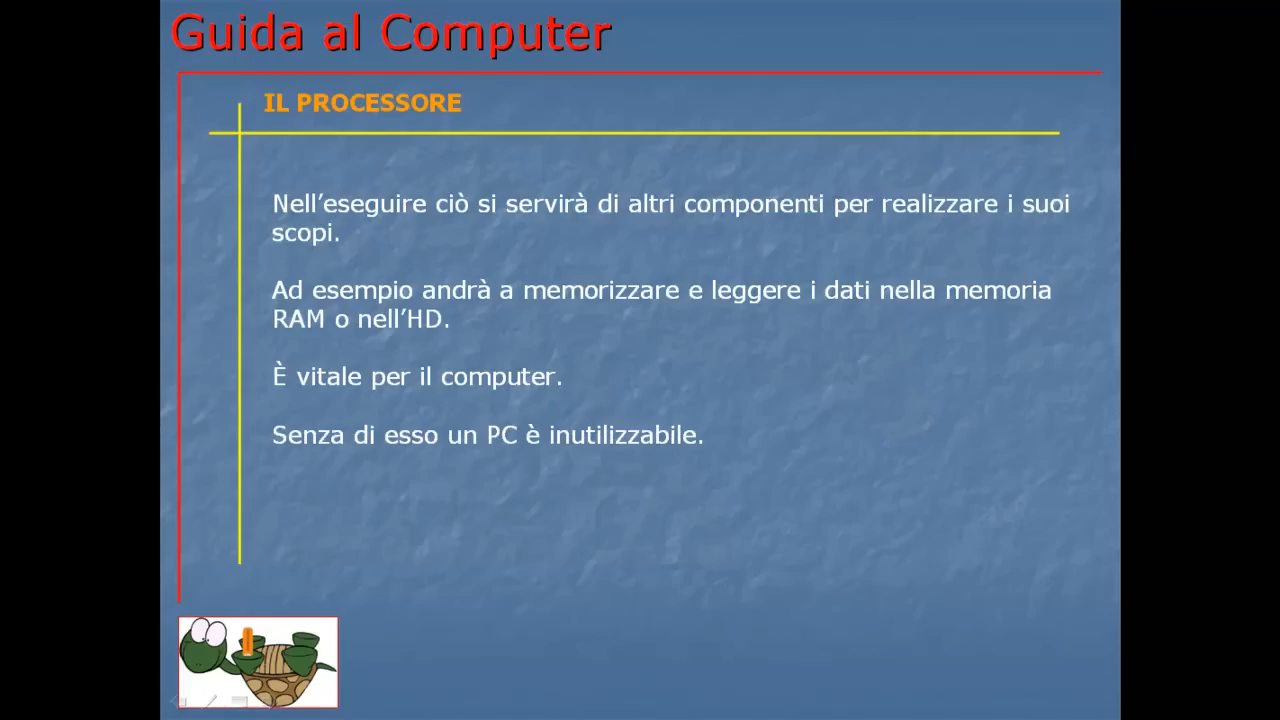 Guida al Computer
IL PROCESSORE
Nell’eseguire ciò si servirà di altri componenti per realizzare i suoi
scopi.
Ad esempio andrà a memorizzare e leggere i dati nella memoria
RAM o nell’HD.
È vitale per il computer.
Senza di esso un PC è inutilizzabile.